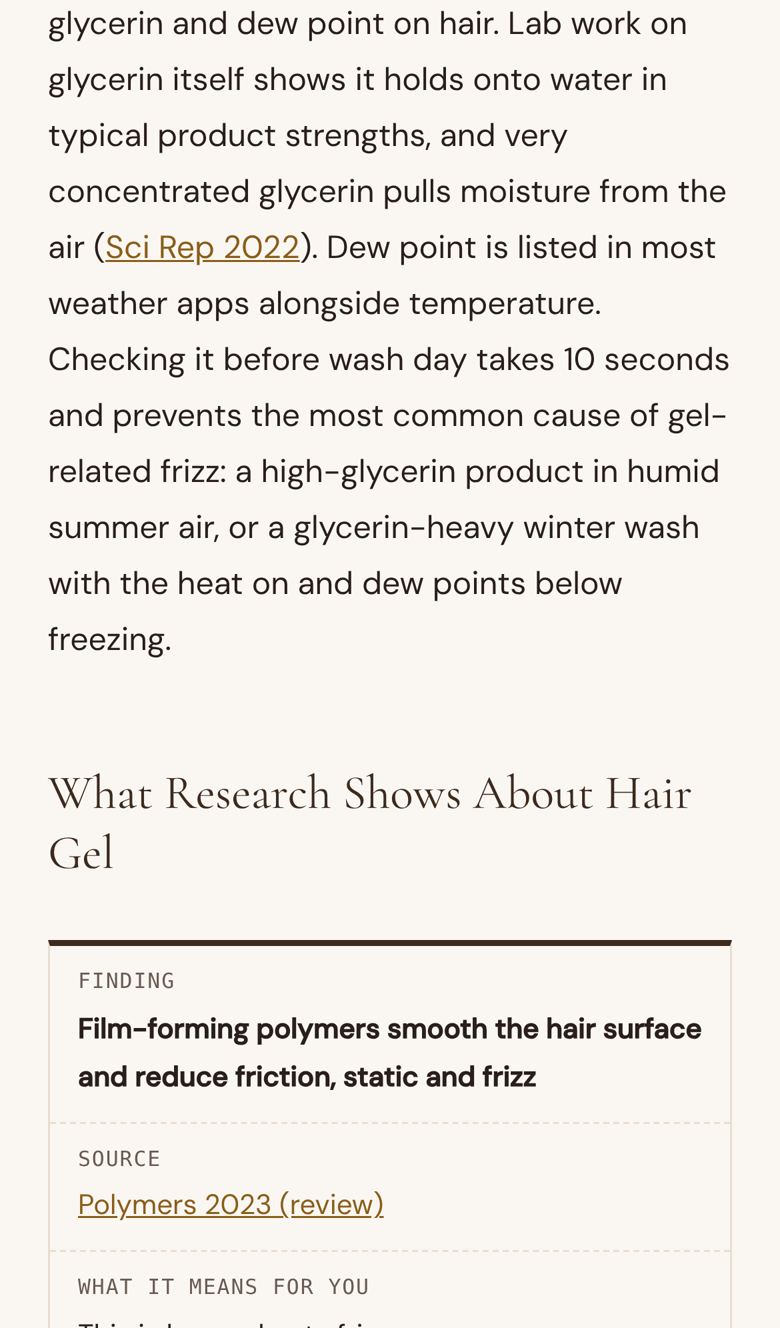 glycerin and dew point on hair. Lab work on
glycerin itself shows it holds onto water in
typical product strengths, and very
concentrated glycerin pulls moisture from the
air (Sci Rep 2022). Dew point is listed in most
weather apps alongside temperature.
Checking it before wash day takes 10 seconds
and prevents the most common cause of gel-
related frizz: a high-glycerin product in humid
summer air, or a glycerin-heavy winter wash
with the heat on and dew points below
freezing.
What Research Shows About Hair
Gel
FINDING
Film-forming polymers smooth the hair surface
and reduce friction, static and frizz
SOURCE
Polymers 2023 (review)
WHAT IT MEANS FOR YOU